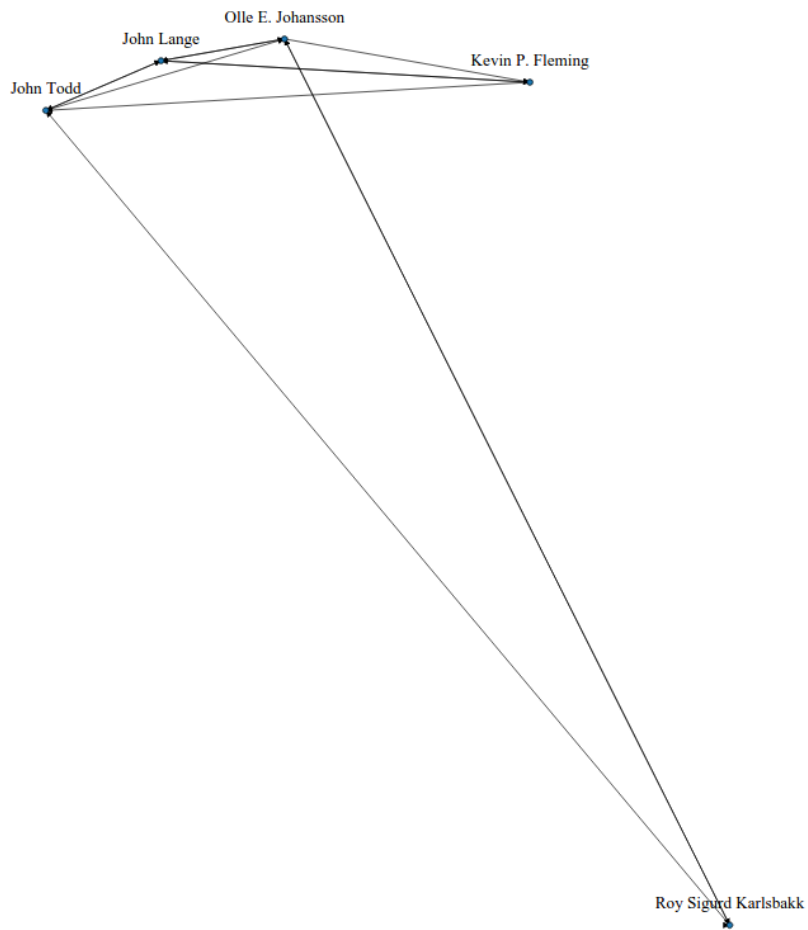 Olle E. Johansson
John Lange
Kevin P. Fleming
John Todd
Roy Sigurd Karlsbakk